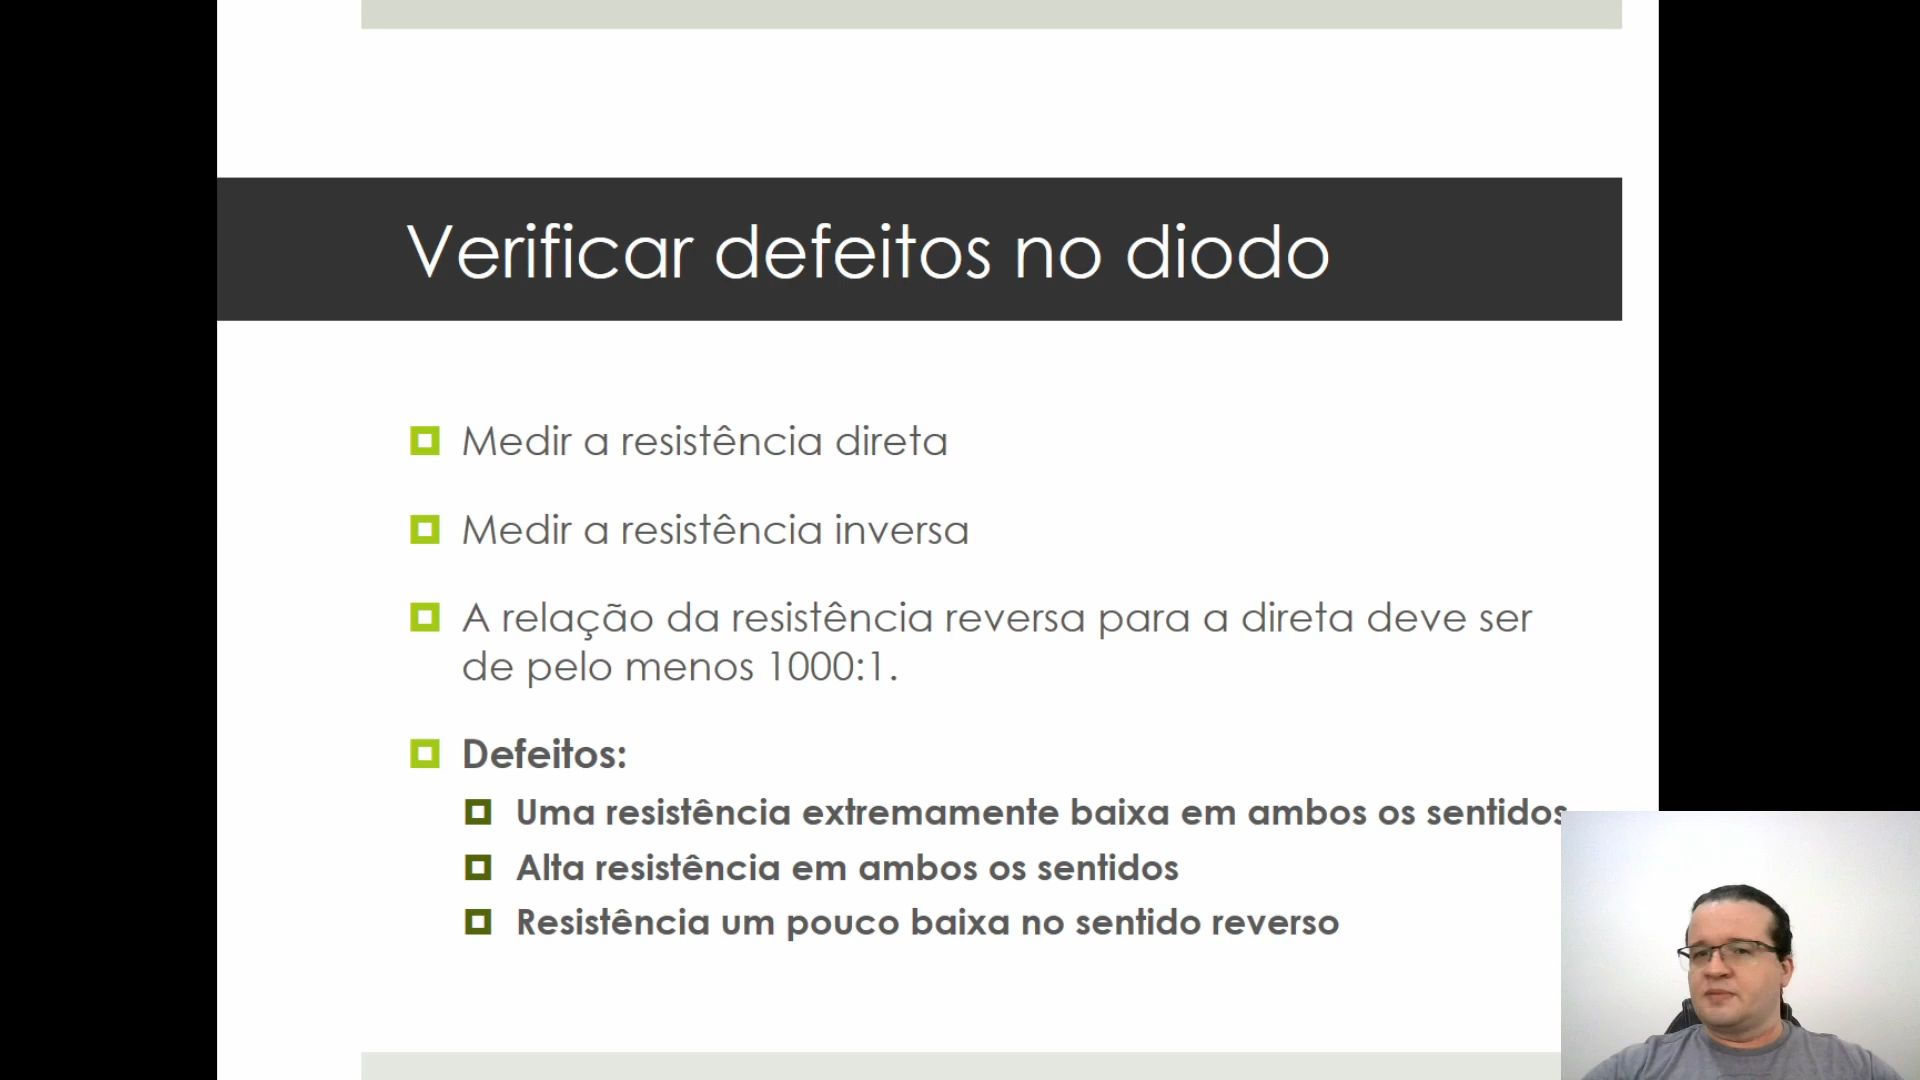 Verificar defeitos no diodo
Medir a resistência direta
Medir a resistência inversa
A relação da resistência reversa para a direta deve ser
de pelo menos 1000:1.
Defeitos:
Uma resistência extremamente baixa em ambos os sentidos
Alta resistência em ambos os sentidos
Resistência um pouco baixa no sentido reverso